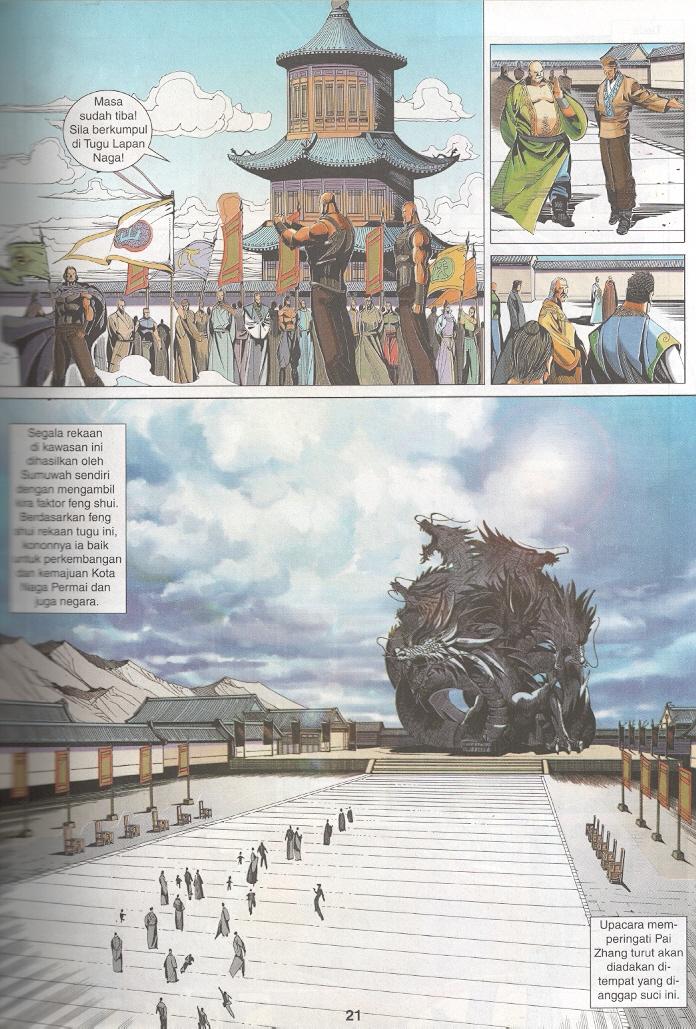 Masa
sudah tiba!
Sila berkumpul
di Tugu Lapan
Naga!
Segala rekaan
di kawasan ini
dihasilkan oleh
Sumuwah sendiri
dengan mengambil
kira faktor feng shui.
Berdasarkan feng
shui rekaan tugu ini,
kononnya ia baik
untuk perkembangan
dan kemajuan Kota
Naga Permai dan
juga negara.
Upacara mem-
peringati Pai
Zhang turut akan
diadakan di-
tempat yang di-
anggap suci ini.
21